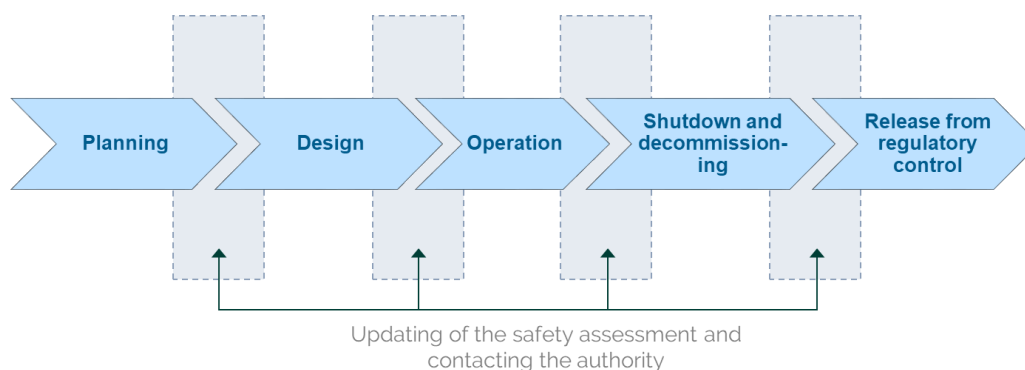 Planning
Design
Operation
Shutdown and
decommission-
ing
Release from
regulatory
control
Updating of the safety assessment and
contacting the authority